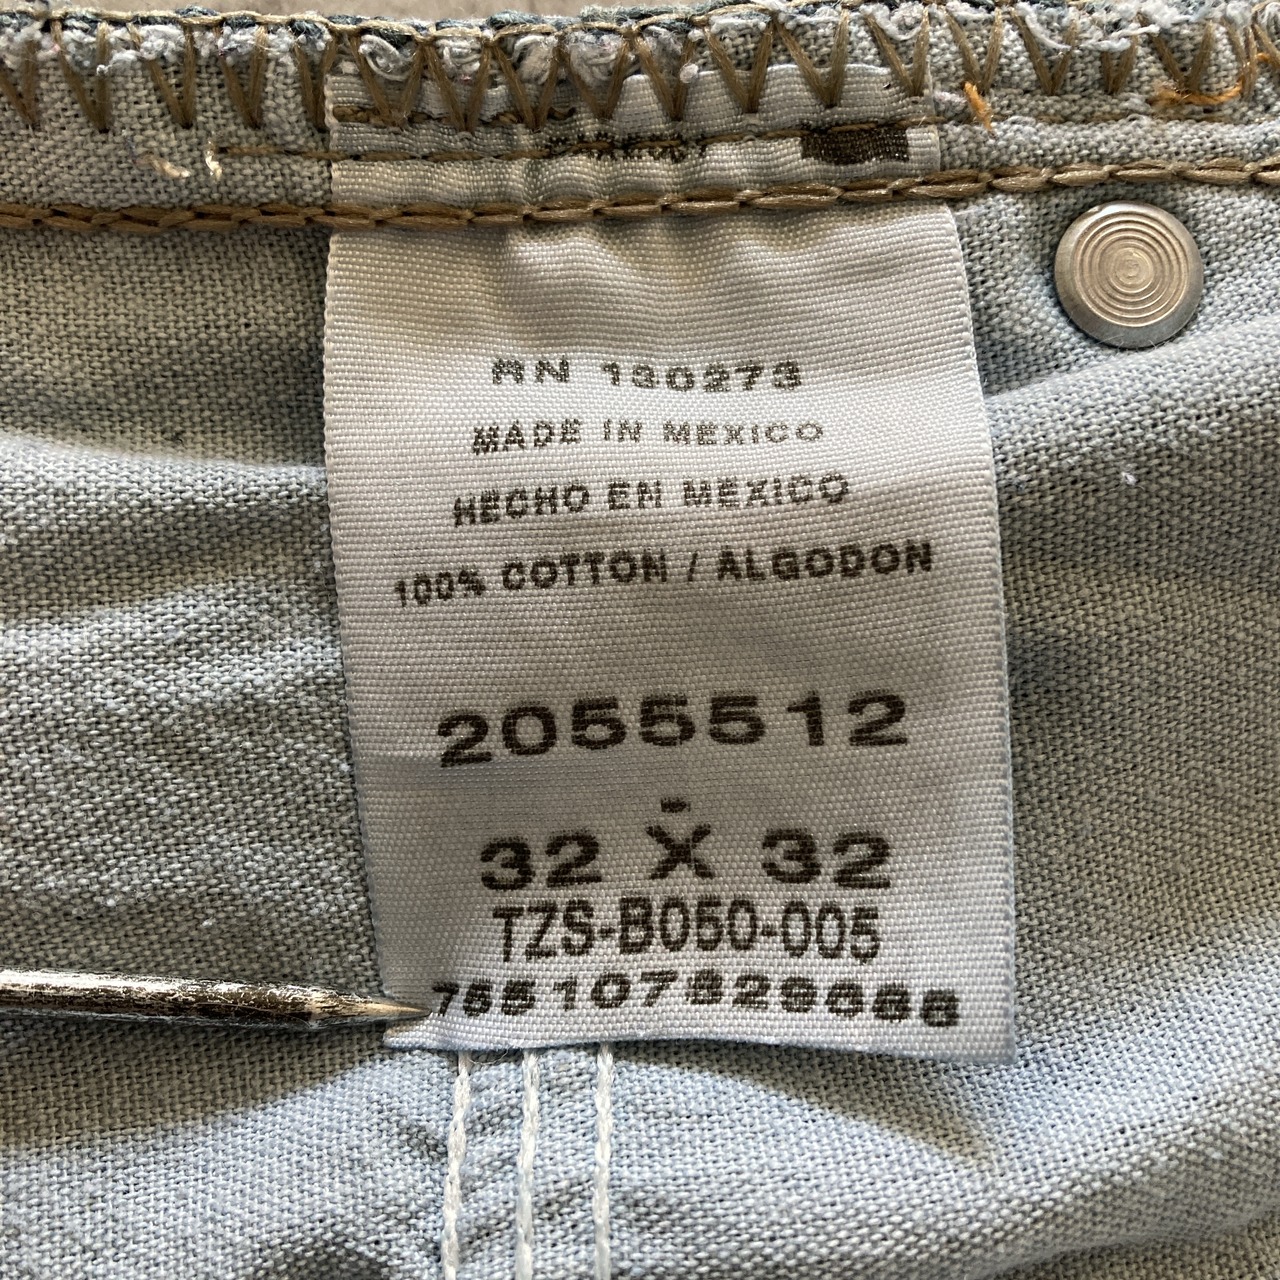 RN 130273
MADE IN MEXICO
HECHO EN MEXICO
100% COTTON / ALGODON
2055512
-
32 X 32
TZS-B050-005